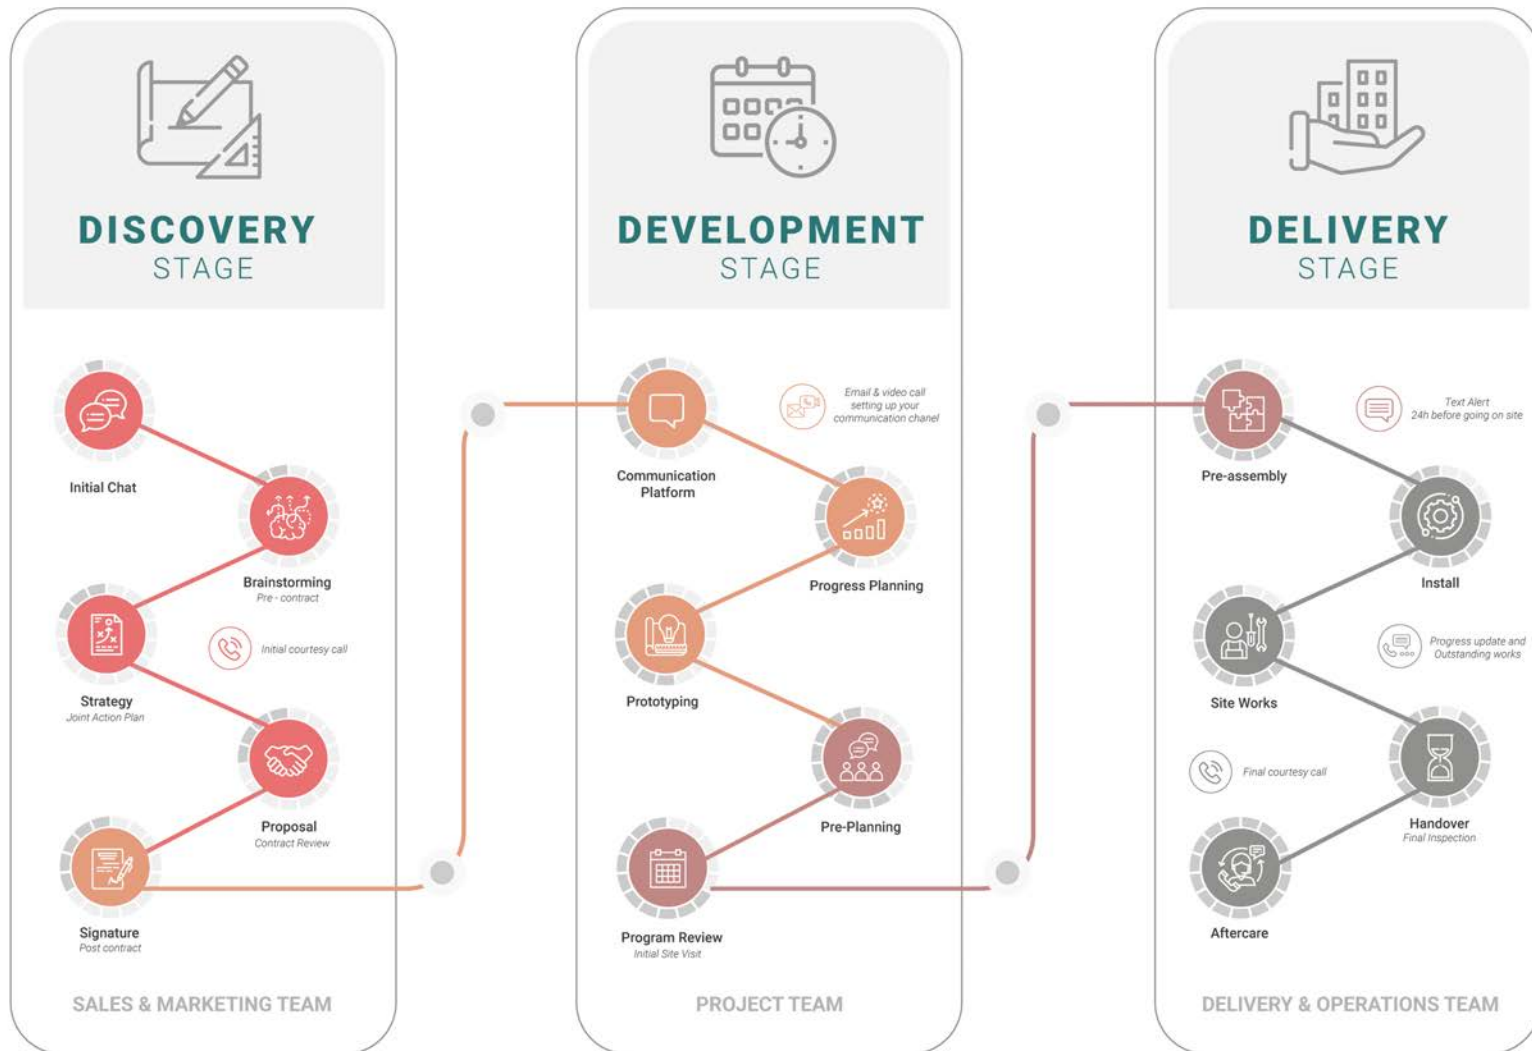 DISCOVERY
STAGE
Initial Chat
Brainstorming
Pre - contract
Strategy
Joint Action Plan
Initial courtesy call
Proposal
Contract Review
Signature
Post contract
SALES & MARKETING TEAM
DEVELOPMENT
STAGE
Communication
Platform
Email & video call
setting up your
communication chanel
Progress Planning
Prototyping
Pre-Planning
Program Review
Initial Site Visit
PROJECT TEAM
DELIVERY
STAGE
Pre-assembly
Text Alert
24h before going on site
Install
Site Works
Progress update and
Outstanding works
Final courtesy call
Handover
Final Inspection
Aftercare
DELIVERY & OPERATIONS TEAM